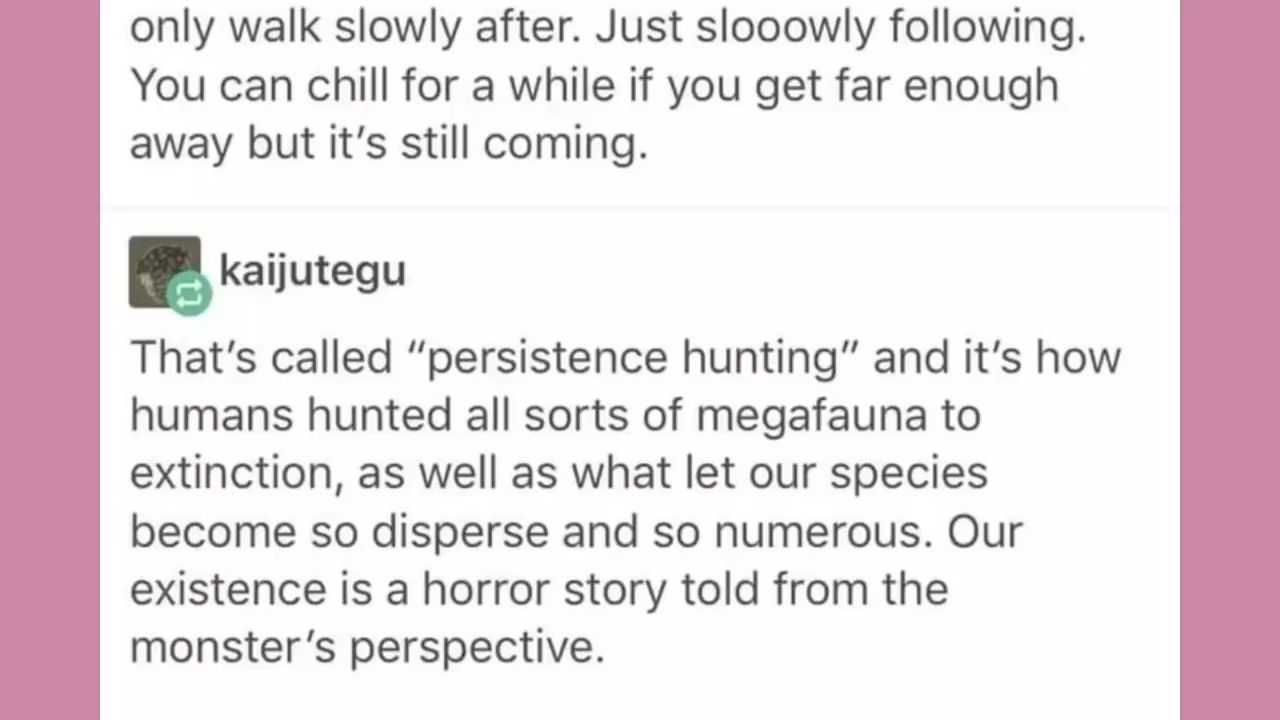 only walk slowly after. Just slooowly following.
You can chill for a while if you get far enough
away but it’s still coming.
kaijutegu
That’s called “persistence hunting” and it’s how
humans hunted all sorts of megafauna to
extinction, as well as what let our species
become so disperse and so numerous. Our
existence is a horror story told from the
monster’s perspective.